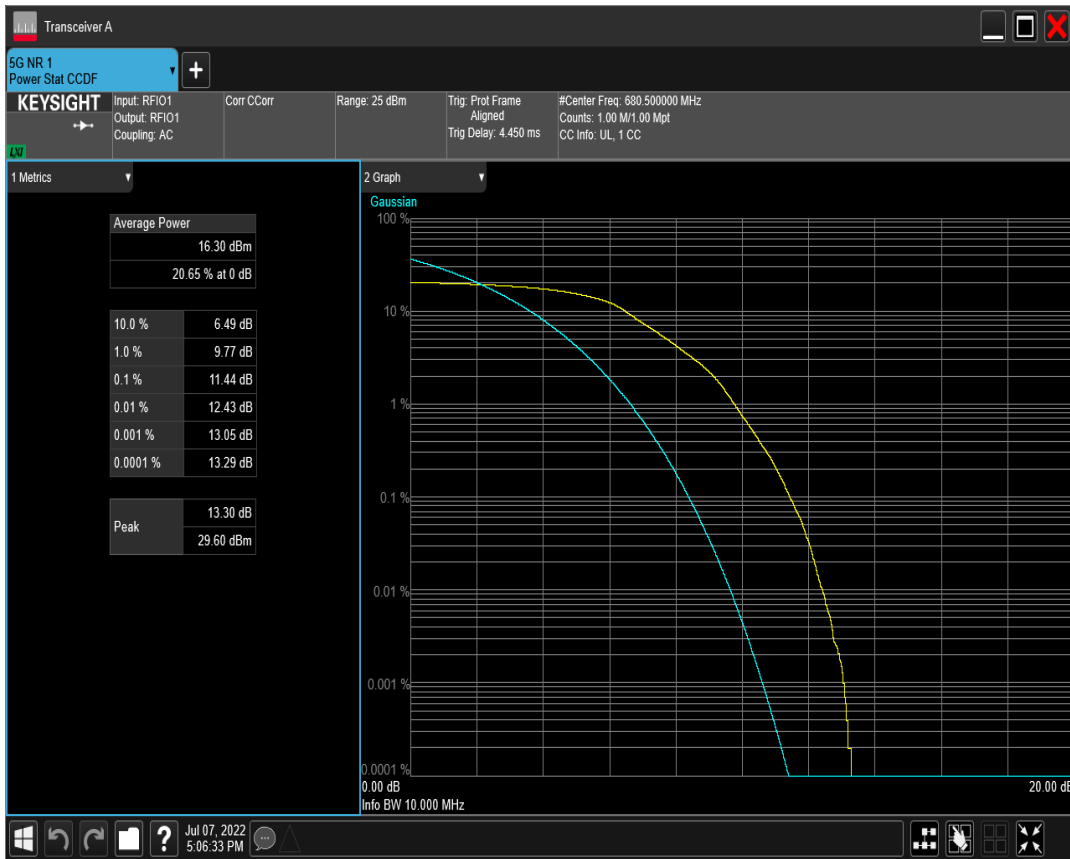 Transceiver A
5G NR 1
Power Stat CCDF
KEYSIGHT
LXI
Input: RFIO1
Output: RFIO1
Coupling: AC
Corr CCorr
Range: 25 dBm
Trig: Prot Frame
Aligned
Trig Delay: 4.450 ms
#Center Freq: 680.500000 MHz
Counts: 1.00 M/1.00 Mpt
CC Info: UL, 1 CC
1 Metrics
Average Power
16.30 dBm
20.65 % at 0 dB
10.0 % 6.49 dB
1.0 % 9.77 dB
0.1 % 11.44 dB
0.01 % 12.43 dB
0.001 % 13.05 dB
0.0001 % 13.29 dB
Peak
13.30 dB
29.60 dBm
2 Graph
Gaussian
100 %
10 %
1 %
0.1 %
0.01 %
0.001 %
0.0001 %
0.00 dB 20.00 dB
Info BW 10.000 MHz
? Jul 07, 2022
5:06:33 PM